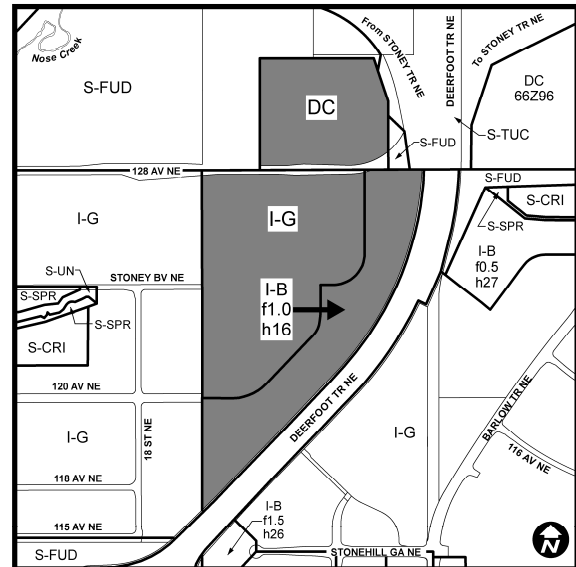 Nose Creek
From STONEY TR NE
DEERFOOT TR NE
To STONEY TR NE
S-FUD
DC
DC
66Z96
S-TUC
S-FUD
128 AV NE
S-FUD
S-CRI
I-G
I-G
S-SPR
I-B
f0.5
h27
S-UN
STONEY BV NE
S-SPR
S-SPR
I-B
f1.0
h16
S-CRI
120 AV NE
DEERFOOT TR NE
BARLOW TR NE
I-G
18 ST NE
I-G
116 AV NE
118 AV NE
I-B
f1.5
h26
115 AV NE
S-FUD
STONEHILL GA NE
N